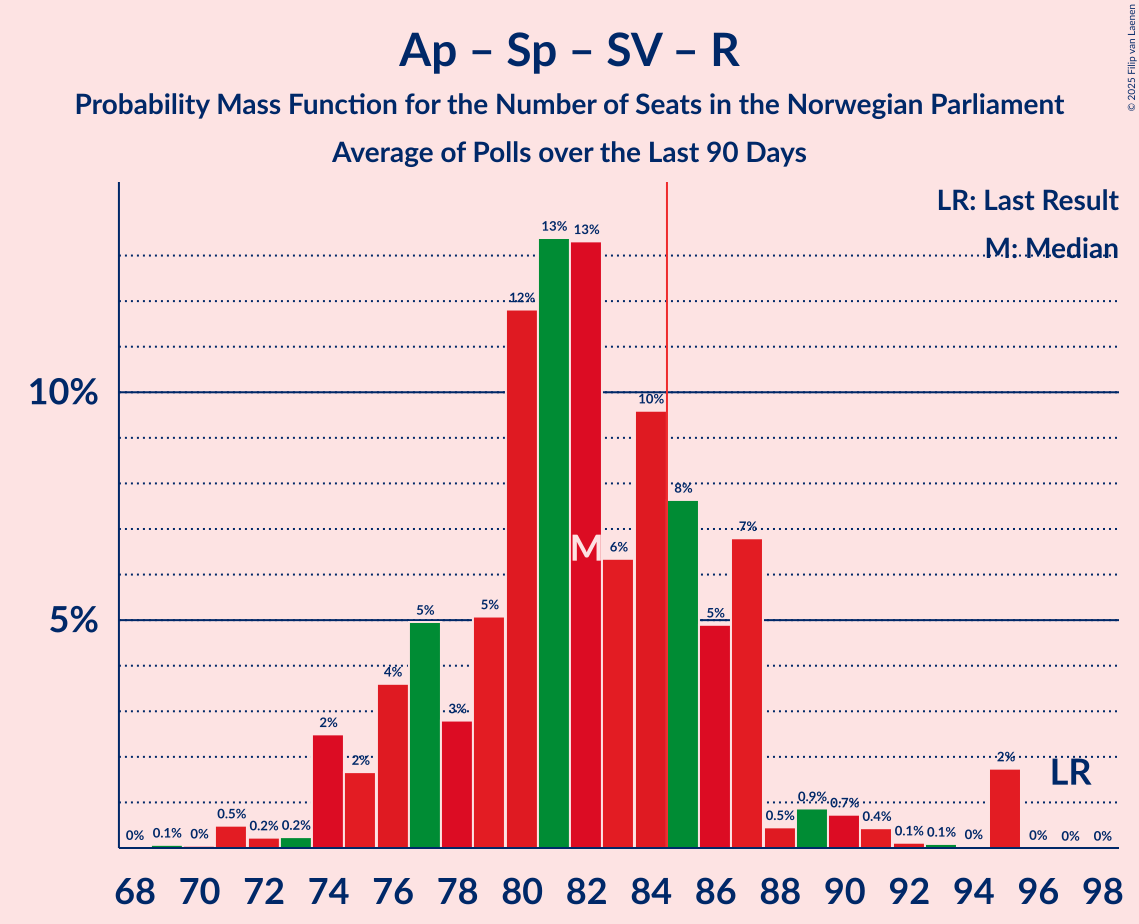 Ap – Sp – SV – R
Probability Mass Function for the Number of Seats in the Norwegian Parliament
Average of Polls over the Last 90 Days
© 2025 Filip van Laenen
LR: Last Result
M: Median
10%
5%
0% 0.1% 0% 0.5% 0.2% 0.2% 2% 2% 4% 5% 3% 5% 12% 13% 13% 6% 10% 8% 5% 7% 0.5% 0.9% 0.7% 0.4% 0.1% 0.1% 0% 2% 0% 0% 0%
M
LR
68 70 72 74 76 78 80 82 84 86 88 90 92 94 96 98